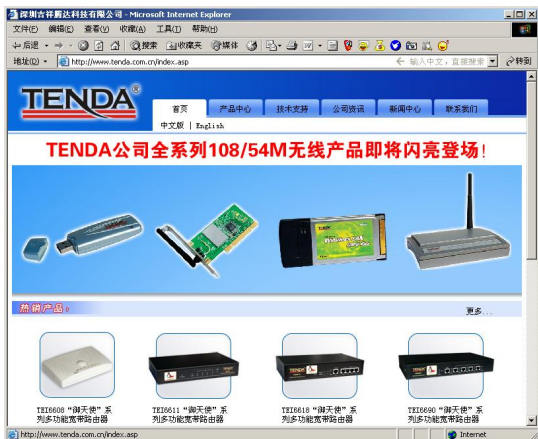 深圳吉祥腾达科技有限公司 - Microsoft Internet Explorer
文件(F) 编辑(E) 查看(V) 收藏(A) 工具(T) 帮助(H)
后退 搜索 收藏夹 媒体
地址(D) http://www.tenda.com.cn/index.asp 输入中文，直接搜索 转到
TENDA®
首页 产品中心 技术支持 公司资讯 新闻中心 联系我们
中文版 | English
TENDA公司全系列108/54M无线产品即将闪亮登场!
热销产品: 更多...
TEI6608 “御天使”系 TEI6611 “御天使”系 TEI6618 “御天使”系 TEI6690 “御天使”系
列多功能宽带路由器 列多功能宽带路由器 列多功能宽带路由器 列多功能宽带路由器
http://www.tenda.com.cn/index.asp Internet